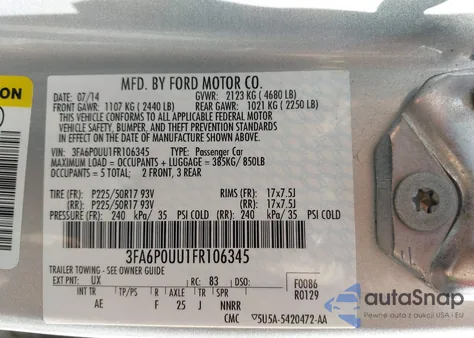 ON
MFD. BY FORD MOTOR CO.
DATE: 07/14 GVWR: 2123 KG ( 4680 LB)
FRONT GAWR: 1107 KG ( 2440 LB) REAR GAWR: 1021 KG ( 2250 LB)
THIS VEHICLE CONFORMS TO ALL APPLICABLE FEDERAL MOTOR
VEHICLE SAFETY, BUMPER, AND THEFT PREVENTION STANDARDS
IN EFFECT ON THE DATE OF MANUFACTURE SHOWN ABOVE.
VIN: 3FA6P0UU1FR106345 TYPE: Passenger Car
MAXIMUM LOAD= OCCUPANTS + LUGGAGE = 385KG/ 850LB
OCCUPANTS = 5 TOTAL; 2 FRONT, 3 REAR
TIRE (FR): P225/50R17 93V RIMS (FR): 17x7.5J
(RR): P225/50R17 93V (RR): 17x7.5J
PRESSURE (FR): 240 kPa/ 35 PSI COLD (RR): 240 kPa/ 35 PSI COLD
3FA6P0UU1FR106345
TRAILER TOWING - SEE OWNER GUIDE
EXT PNT: UX RC: 83 DSO: F0086
INT TR TP/PS R AXLE TR SPR R0129
AE F 25 J NNRR
CMC ▽5U5A-5420472-AA
autoSnap
Pewne auta z USA i Kanady